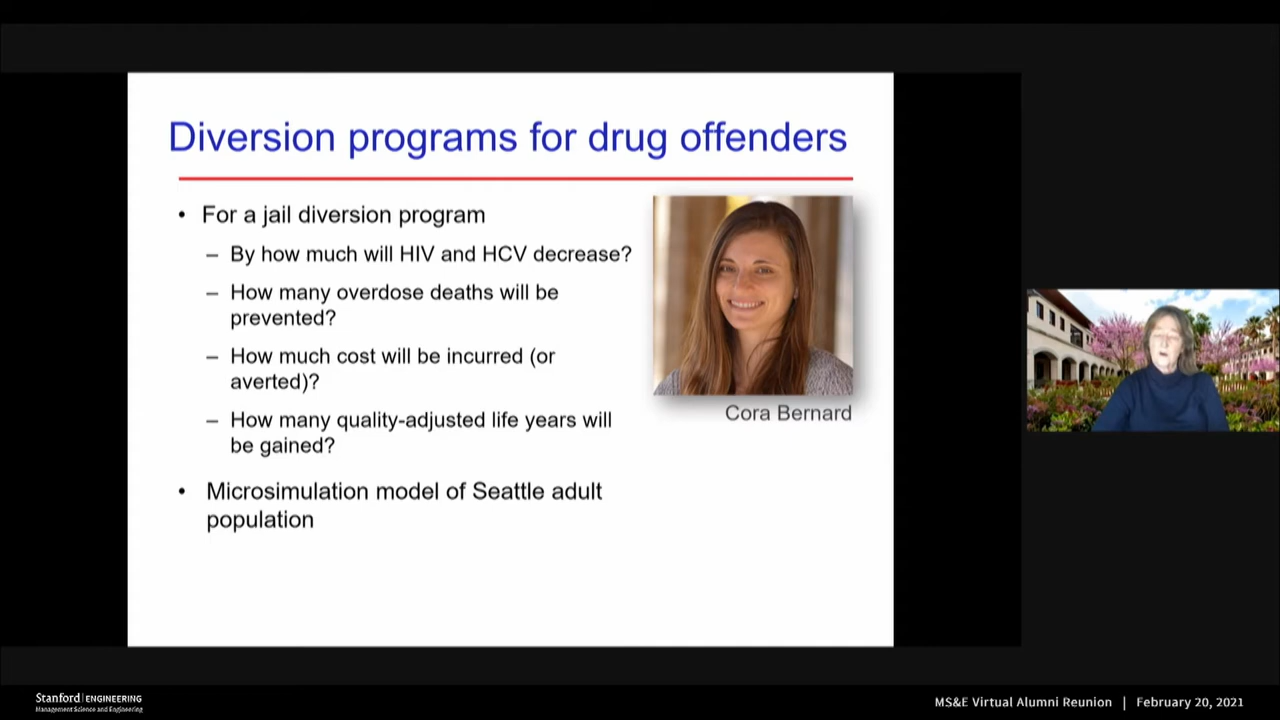 Diversion programs for drug offenders
• For a jail diversion program
– By how much will HIV and HCV decrease?
– How many overdose deaths will be
prevented?
– How much cost will be incurred (or
averted)?
– How many quality-adjusted life years will
be gained?
• Microsimulation model of Seattle adult
population
Cora Bernard
Stanford | ENGINEERING
Management Science and Engineering
MS&E Virtual Alumni Reunion | February 20, 2021